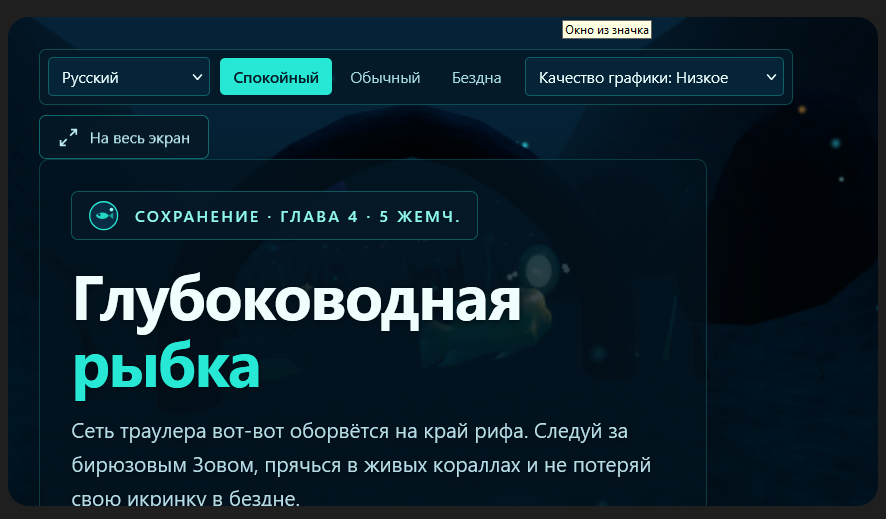 Окно из значка
Русский
Спокойный
Обычный
Бездна
Качество графики: Низкое
На весь экран
СОХРАНЕНИЕ · ГЛАВА 4 · 5 ЖЕМЧ.
Глубоководная
рыбка
Сеть траулера вот-вот оборвётся на край рифа. Следуй за
бирюзовым Зовом, прячься в живых кораллах и не потеряй
свою икринку в бездне.